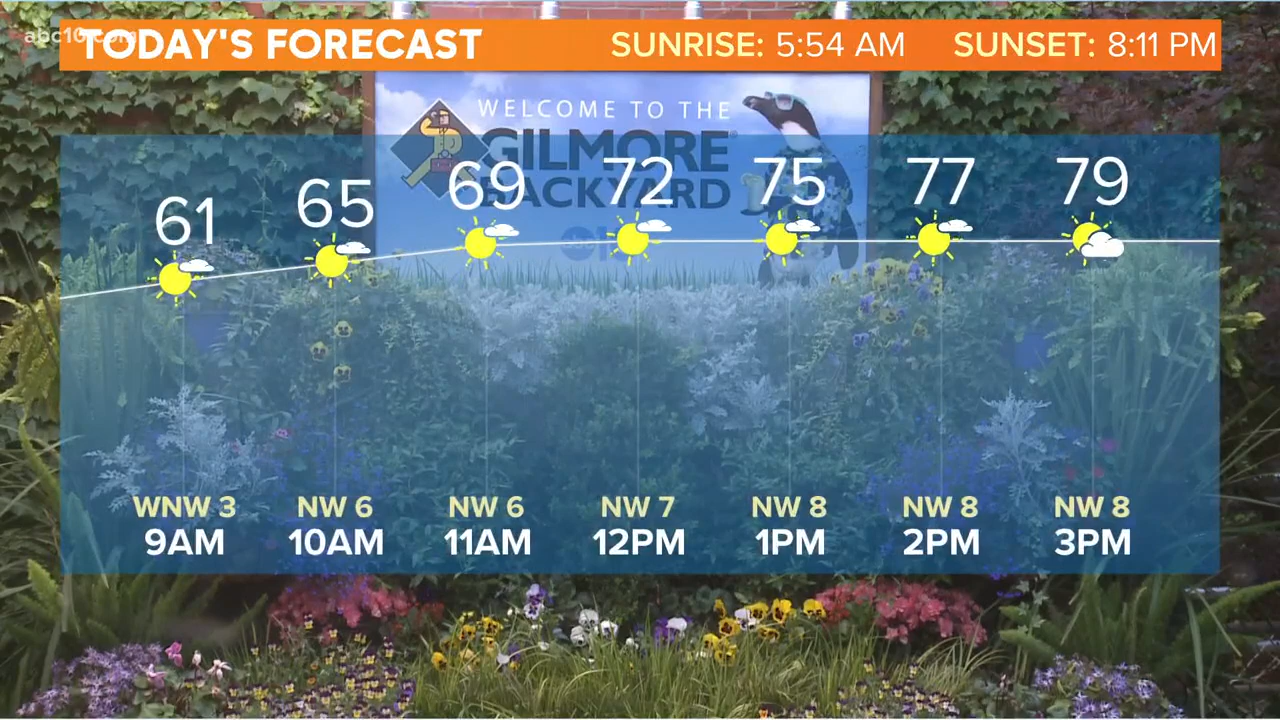 abc10.com
TODAY'S FORECAST
SUNRISE: 5:54 AM
SUNSET: 8:11 PM
WELCOME TO THE
GILMORE
BACKYARD
61 65 69 72 75 77 79
WNW 3 NW 6 NW 6 NW 7 NW 8 NW 8 NW 8
9AM 10AM 11AM 12PM 1PM 2PM 3PM